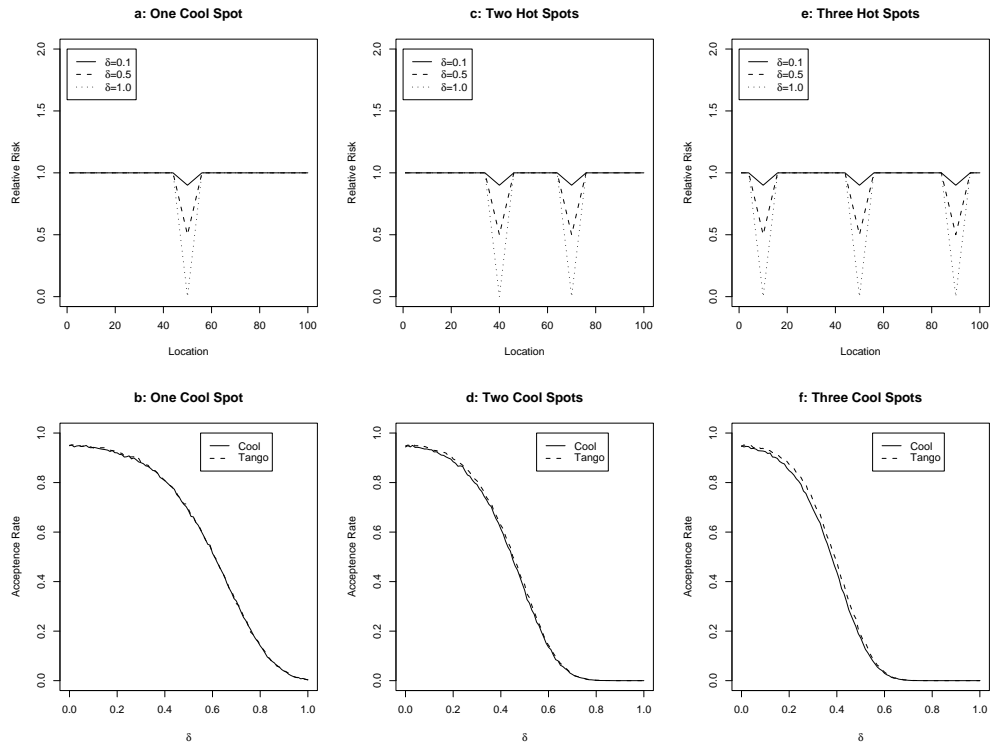 a: One Cool Spot
2.0
1.5
1.0
0.5
0.0
Relative Risk
δ=0.1
δ=0.5
δ=1.0
0 20 40 60 80 100
Location
c: Two Hot Spots
2.0
1.5
1.0
0.5
0.0
Relative Risk
δ=0.1
δ=0.5
δ=1.0
0 20 40 60 80 100
Location
e: Three Hot Spots
2.0
1.5
1.0
0.5
0.0
Relative Risk
δ=0.1
δ=0.5
δ=1.0
0 20 40 60 80 100
Location
b: One Cool Spot
1.0
0.8
0.6
0.4
0.2
0.0
Acceptence Rate
Cool
Tango
0.0 0.2 0.4 0.6 0.8 1.0
δ
d: Two Cool Spots
1.0
0.8
0.6
0.4
0.2
0.0
Acceptence Rate
Cool
Tango
0.0 0.2 0.4 0.6 0.8 1.0
δ
f: Three Cool Spots
1.0
0.8
0.6
0.4
0.2
0.0
Acceptence Rate
Cool
Tango
0.0 0.2 0.4 0.6 0.8 1.0
δ